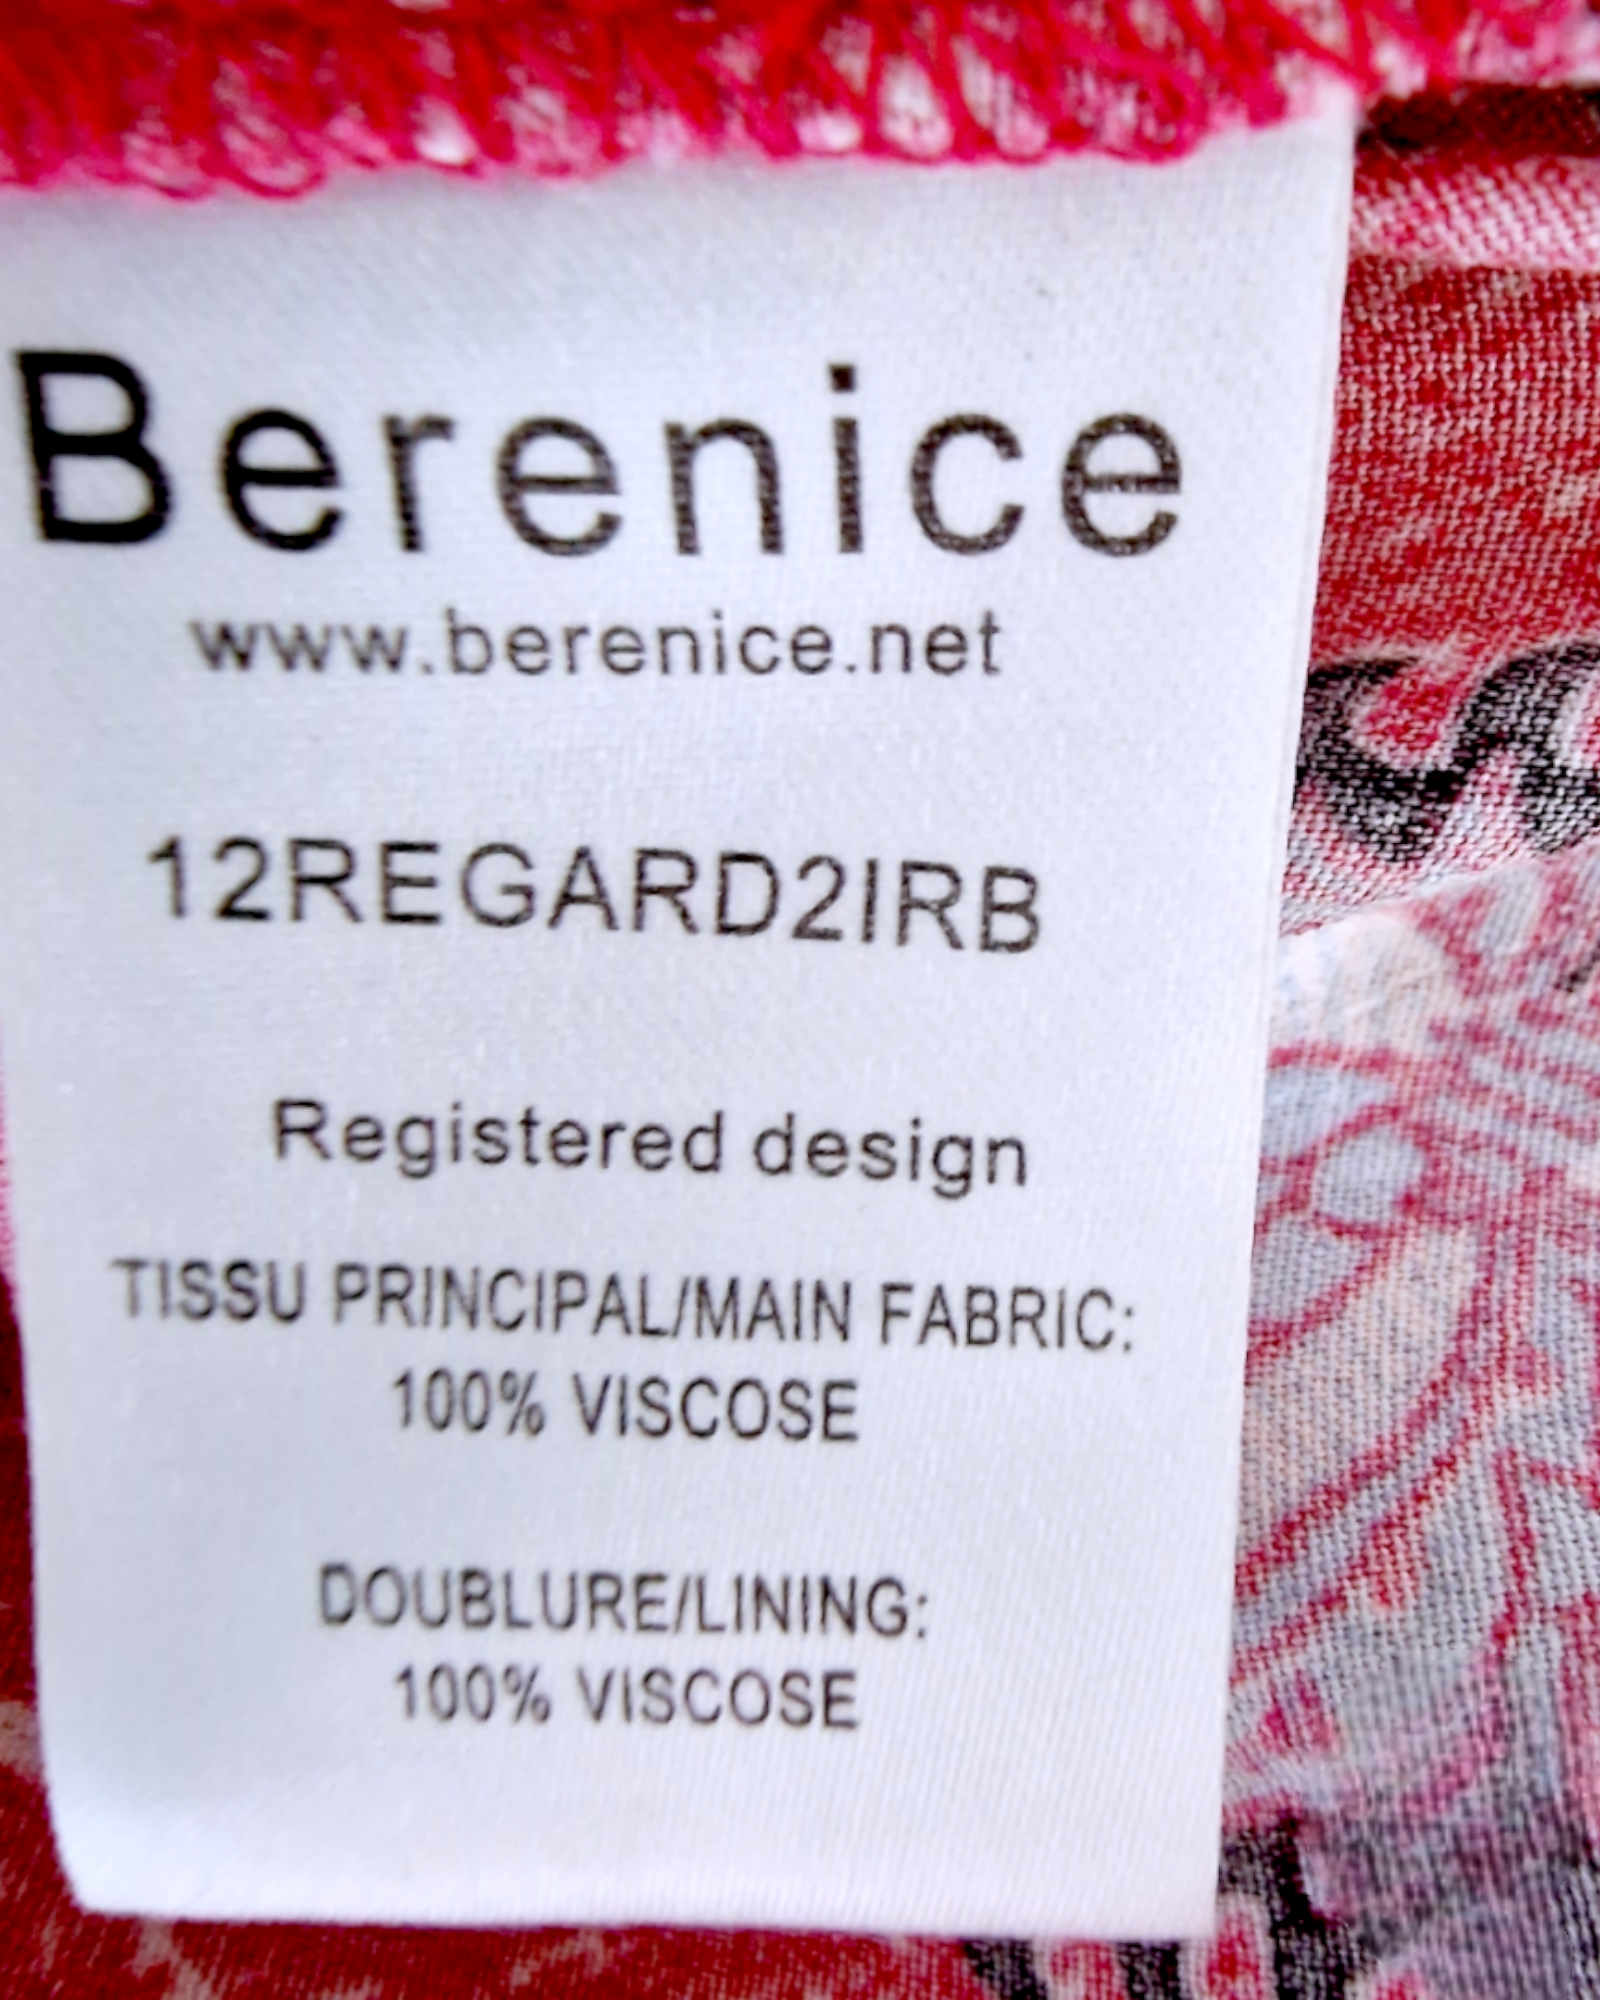 Berenice
www.berenice.net
12REGARD2IRB
Registered design
TISSU PRINCIPAL/MAIN FABRIC:
100% VISCOSE
DOUBLURE/LINING:
100% VISCOSE